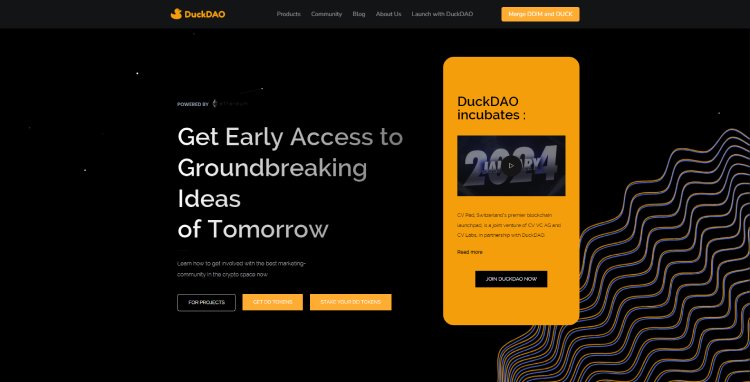 DuckDAO
Products Community Blog About Us Launch with DuckDAO
Merge DDIM and DUCK
POWERED BY ethereum
Get Early Access to
Groundbreaking
Ideas
of Tomorrow
Learn how to get involved with the best marketing-
community in the crypto space now
FOR PROJECTS
GET DD TOKENS
STAKE YOUR DD TOKENS
DuckDAO
incubates :
2024
JANUARY
CV Pad, Switzerland's premier blockchain
launchpad, is a joint venture of CV VC AG and
CV Labs, in partnership with DuckDAO.
Read more
JOIN DUCKDAO NOW